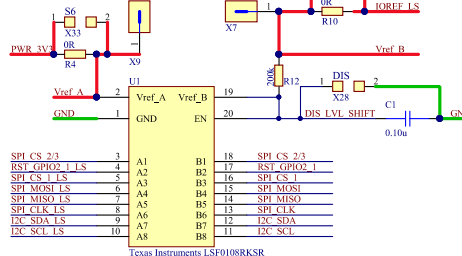 S6
X33
PWR_3V3
0R
R4
X9
1
X7
1
0R
R10
IOREF_LS
Vref_B
200k
R12
DIS
1
2
X28
Vref_A
GND
U1
2 Vref_A Vref_B 19
1 GND EN 20
DIS_LVL_SHIFT
C1
0.10u
GN
SPI_CS_2/3 3 A1 B1 18 SPI_CS_2/3
RST_GPIO2_1_LS 4 A2 B2 17 RST_GPIO2_1
SPI_CS_1_LS 5 A3 B3 16 SPI_CS_1
SPI_MOSI_LS 6 A4 B4 15 SPI_MOSI
SPI_MISO_LS 7 A5 B5 14 SPI_MISO
SPI_CLK_LS 8 A6 B6 13 SPI_CLK
I2C_SDA_LS 9 A7 B7 12 I2C_SDA
I2C_SCL_LS 10 A8 B8 11 I2C_SCL
Texas Instruments LSF0108RKSR